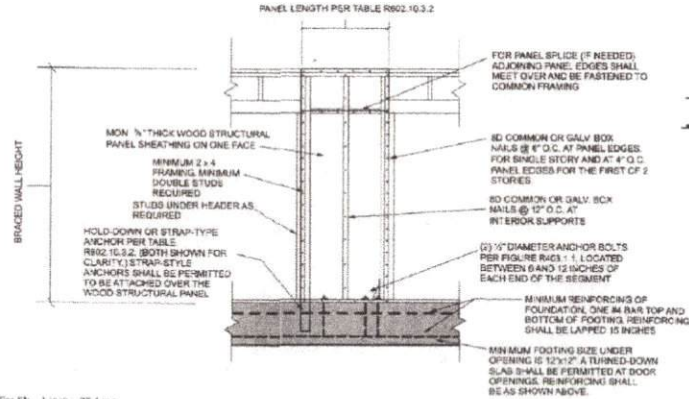 PANEL LENGTH PER TABLE R602.10.3.2
FOR PANEL SPLICE (IF NEEDED)
ADJOINING PANEL EDGES SHALL
MEET OVER AND BE FASTENED TO
COMMON FRAMING
BRACED WALL HEIGHT
THICK WOOD STRUCTURAL
PANEL SHEATHING ON ONE FACE
MINIMUM 2 x 4
FRAMING. MINIMUM
DOUBLE STUDS
REQUIRED
STUDS UNDER HEADER AS
REQUIRED
HOLD-DOWN OR STRAP-TYPE
ANCHOR PER TABLE
R602.10.3.2. (BOTH SHOWN FOR
CLARITY.) STRAP-STYLE
ANCHORS SHALL BE PERMITTED
TO BE ATTACHED OVER THE
WOOD STRUCTURAL PANEL
8D COMMON OR GALV. BOX
NAILS @ 6" O.C. AT PANEL EDGES.
FOR SINGLE STORY AND AT 4" O.C.
PANEL EDGES FOR THE FIRST OF 2
STORIES
8D COMMON OR GALV. BOX
NAILS @ 12" O.C. AT
INTERIOR SUPPORTS
(2) ½" DIAMETER ANCHOR BOLTS
PER FIGURE R403.1.1, LOCATED
BETWEEN 6 AND 12 INCHES OF
EACH END OF THE SEGMENT
MINIMUM REINFORCING OF
FOUNDATION, ONE #4 BAR TOP AND
BOTTOM OF FOOTING. REINFORCING
SHALL BE LAPPED 15 INCHES
MINIMUM FOOTING SIZE UNDER
OPENING IS 12"x12". A TURNED-DOWN
SLAB SHALL BE PERMITTED AT DOOR
OPENINGS. REINFORCING SHALL
BE AS SHOWN ABOVE.